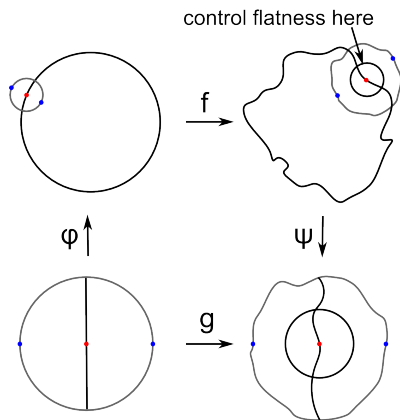 control flatness here
f
φ
ψ
g